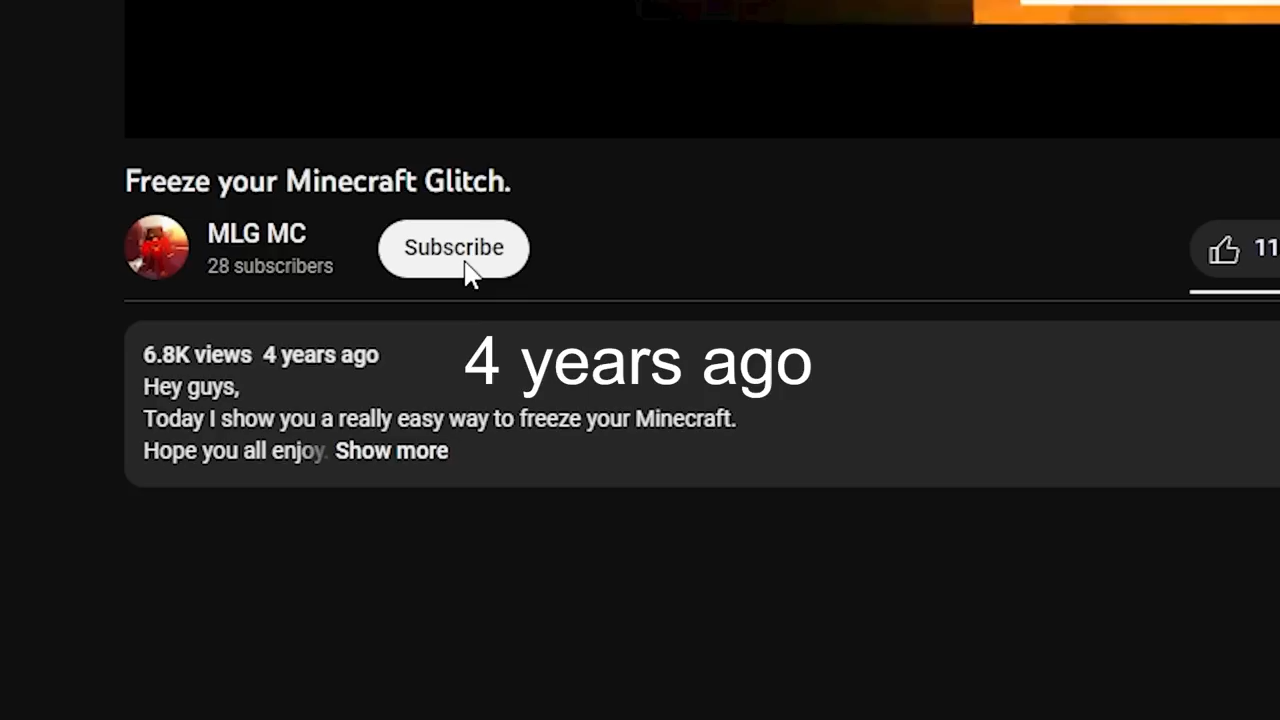 Freeze your Minecraft Glitch.
MLG MC
28 subscribers
Subscribe
11
6.8K views 4 years ago
4 years ago
Hey guys,
Today I show you a really easy way to freeze your Minecraft.
Hope you all enjoy. Show more